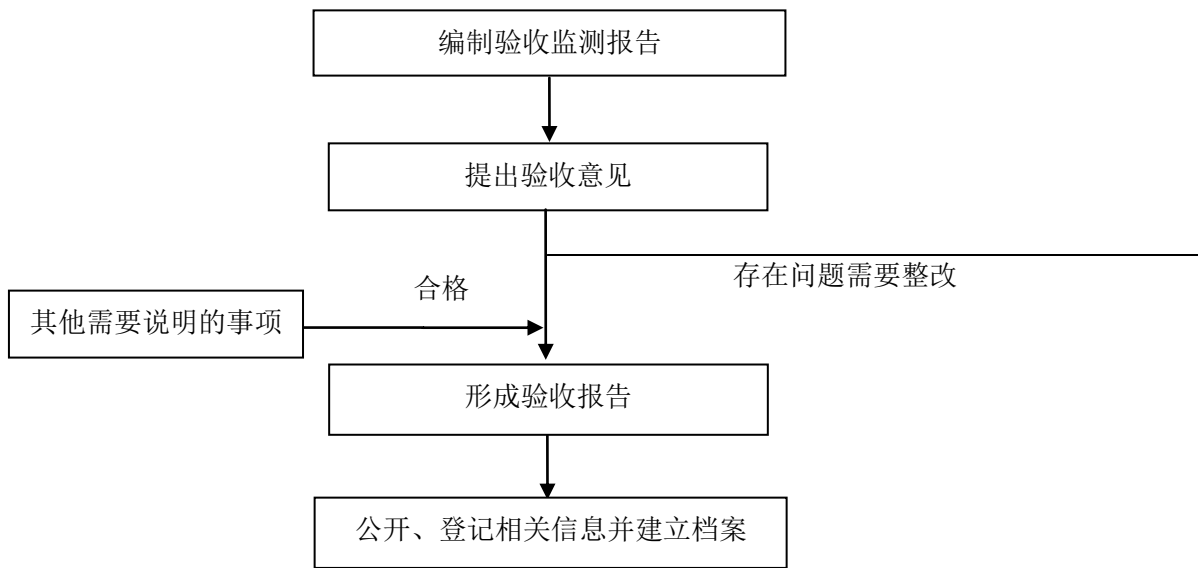 编制验收监测报告
提出验收意见
存在问题需要整改
合格
其他需要说明的事项
形成验收报告
公开、登记相关信息并建立档案